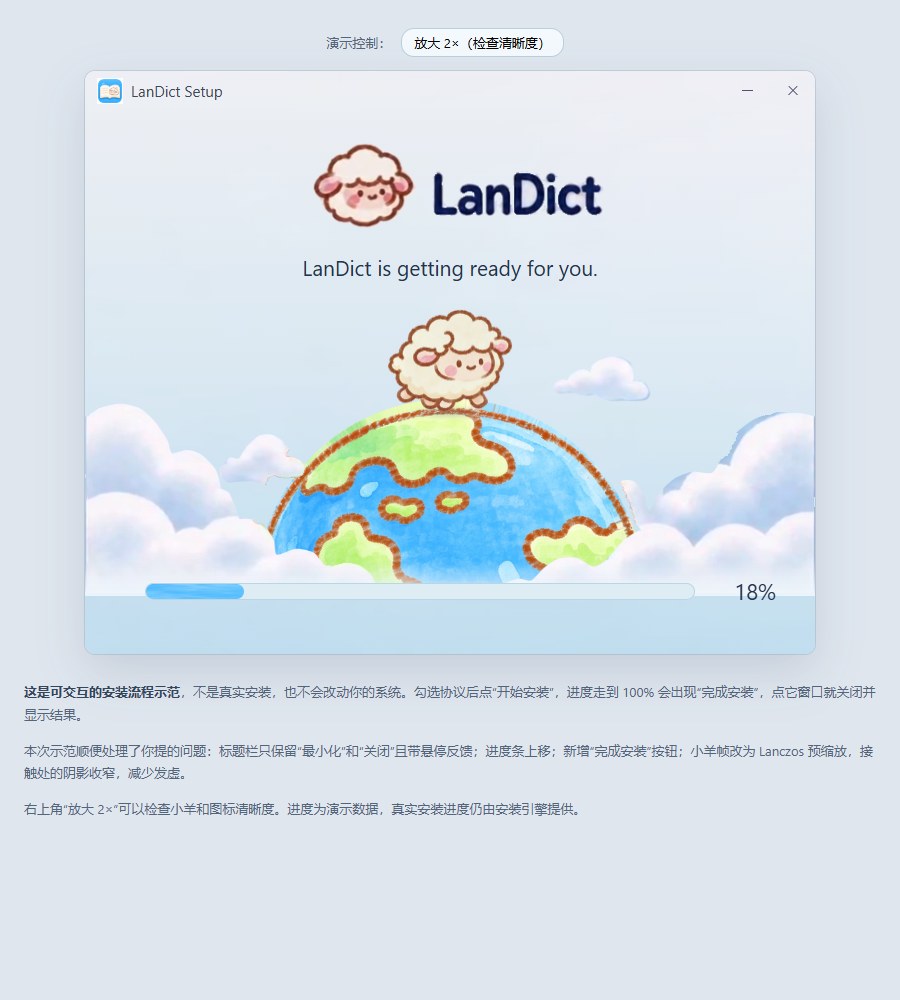 演示控制：
放大 2×（检查清晰度）
LanDict Setup
LanDict
LanDict is getting ready for you.
18%
这是可交互的安装流程示范，不是真实安装，也不会改动你的系统。勾选协议后点“开始安装”，进度走到 100% 会出现“完成安装”，点它窗口就关闭并
显示结果。
本次示范顺便处理了你提的问题：标题栏只保留“最小化”和“关闭”且带悬停反馈；进度条上移；新增“完成安装”按钮；小羊帧改为 Lanczos 预缩放，接
触处的阴影收窄，减少发虚。
右上角“放大 2×”可以检查小羊和图标清晰度。进度为演示数据，真实安装进度仍由安装引擎提供。